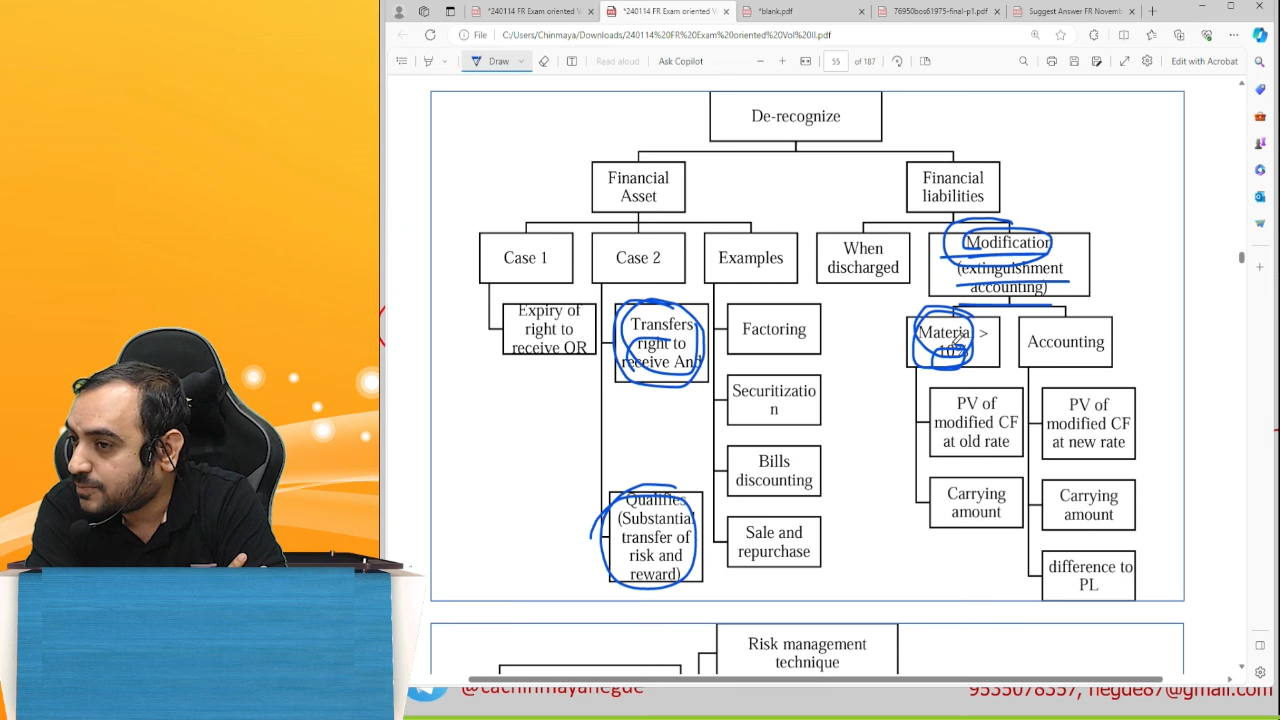 *240114 FR Exam oriented V
*240114 FR Exam oriented V
*blank.pdf
76950bos61975-final-p1.pdf
Suggest Answer FR Novemb
File
C:/Users/Chinmaya/Downloads/240114%20FR%20Exam%20oriented%20Vol%20II.pdf
Draw
Read aloud
Ask Copilot
55
of 187
Edit with Acrobat
De-recognize
Financial
Asset
Financial
liabilities
Case 1
Case 2
Examples
When
discharged
Modification
(extinguishment
accounting)
Expiry of
right to
receive OR
Transfers
right to
receive And
Factoring
Material >
10%
Accounting
Securitizatio
n
PV of
modified CF
at old rate
PV of
modified CF
at new rate
Bills
discounting
Carrying
amount
Carrying
amount
Qualifies
(Substantial
transfer of
risk and
reward)
Sale and
repurchase
difference to
PL
Risk management
technique
@cachinmayahegde
9535078357, hegde87@gmail.com